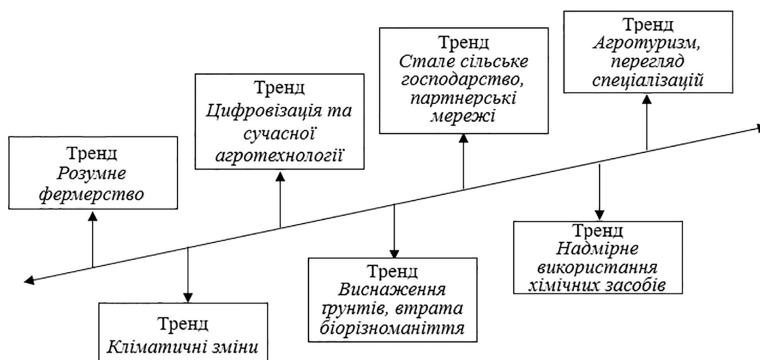 Тренд
Розумне
фермерство
Тренд
Цифровізація та
сучасної
агротехнології
Тренд
Стале сільське
господарство,
партнерські
мережі
Тренд
Агротуризм,
перегляд
спеціалізацій
Тренд
Кліматичні зміни
Тренд
Виснаження
ґрунтів, втрата
біорізноманіття
Тренд
Надмірне
використання
хімічних засобів